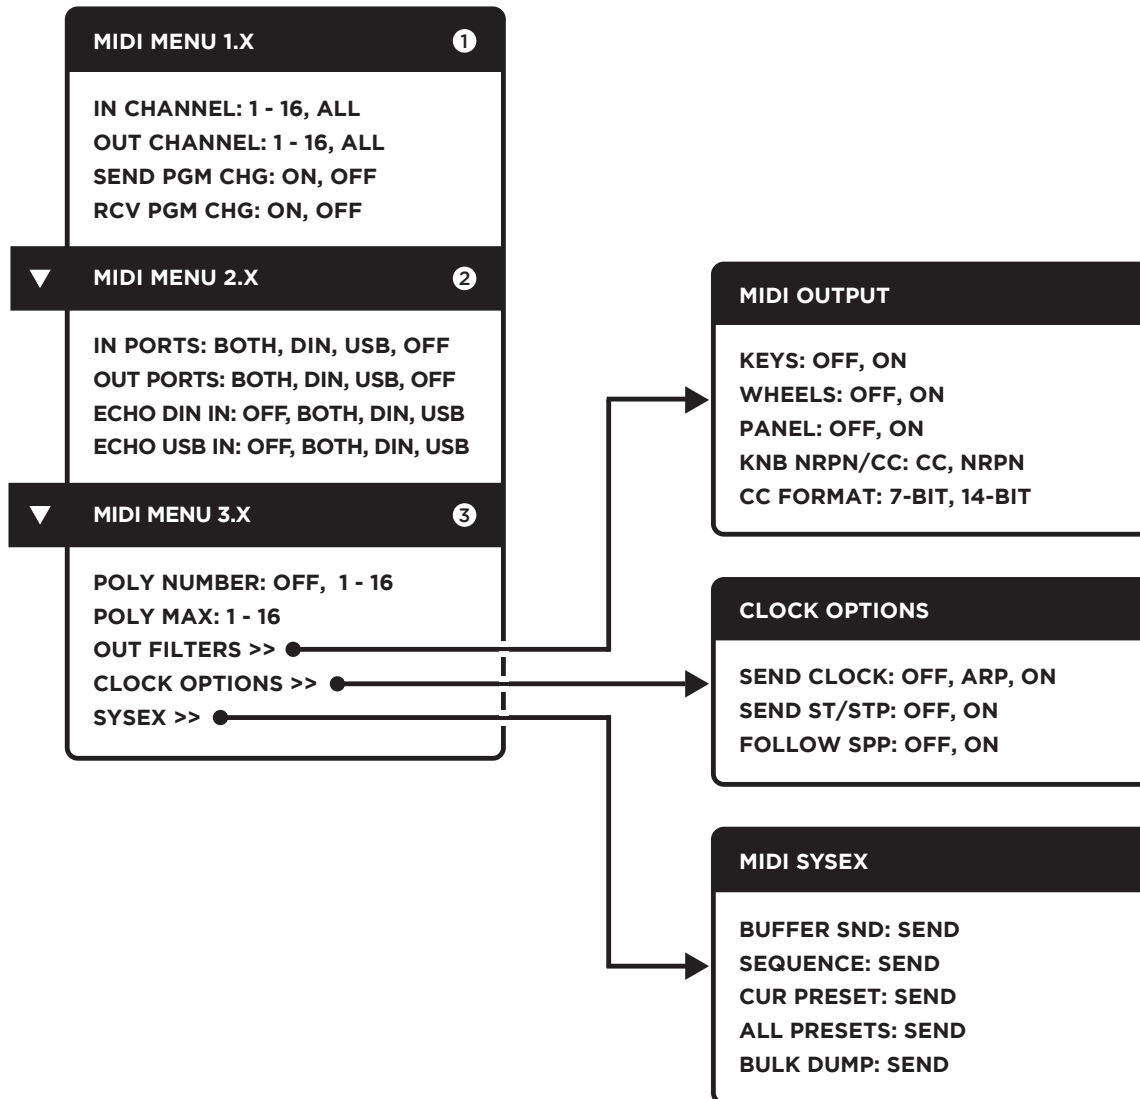 MIDI MENU 1.X 1
IN CHANNEL: 1 - 16, ALL
OUT CHANNEL: 1 - 16, ALL
SEND PGM CHG: ON, OFF
RCV PGM CHG: ON, OFF
▼ MIDI MENU 2.X 2
IN PORTS: BOTH, DIN, USB, OFF
OUT PORTS: BOTH, DIN, USB, OFF
ECHO DIN IN: OFF, BOTH, DIN, USB
ECHO USB IN: OFF, BOTH, DIN, USB
▼ MIDI MENU 3.X 3
POLY NUMBER: OFF, 1 - 16
POLY MAX: 1 - 16
OUT FILTERS >>
CLOCK OPTIONS >>
SYSEX >>
MIDI OUTPUT
KEYS: OFF, ON
WHEELS: OFF, ON
PANEL: OFF, ON
KNB NRPN/CC: CC, NRPN
CC FORMAT: 7-BIT, 14-BIT
CLOCK OPTIONS
SEND CLOCK: OFF, ARP, ON
SEND ST/STP: OFF, ON
FOLLOW SPP: OFF, ON
MIDI SYSEX
BUFFER SND: SEND
SEQUENCE: SEND
CUR PRESET: SEND
ALL PRESETS: SEND
BULK DUMP: SEND